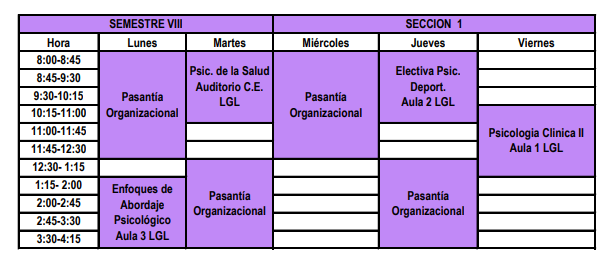 SEMESTRE VIII SECCION 1
Hora Lunes Martes Miércoles Jueves Viernes
8:00-8:45
8:45-9:30
9:30-10:15
10:15-11:00
11:00-11:45
11:45-12:30
12:30- 1:15
1:15- 2:00
2:00-2:45
2:45-3:30
3:30-4:15
Pasantía
Organizacional
Enfoques de
Abordaje
Psicológico
Aula 3 LGL
Psic. de la Salud
Auditorio C.E.
LGL
Pasantía
Organizacional
Pasantía
Organizacional
Electiva Psic.
Deport.
Aula 2 LGL
Pasantía
Organizacional
Psicologia Clinica II
Aula 1 LGL